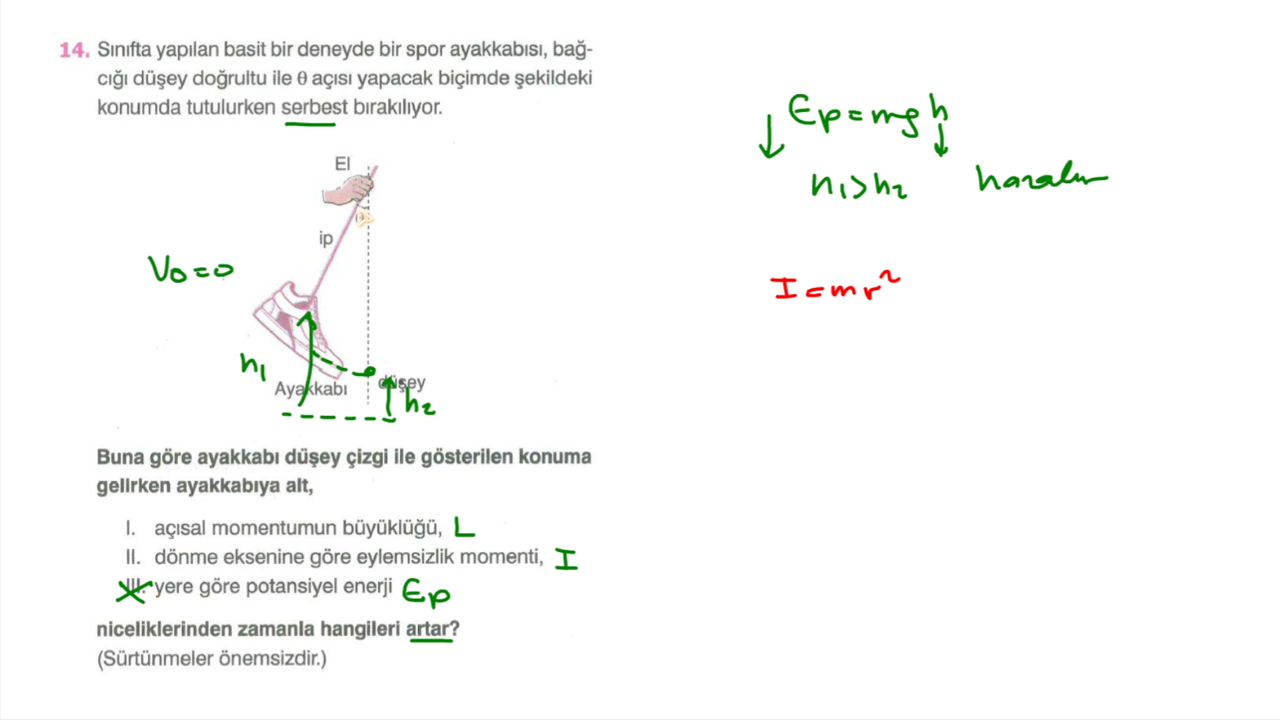 14. Sınıfta yapılan basit bir deneyde bir spor ayakkabısı, bağ-
cığı düşey doğrultu ile θ açısı yapacak biçimde şekildeki
konumda tutulurken serbest bırakılıyor.
El
ip
V₀=0
h₁
Ayakkabı
düşey
h₂
Buna göre ayakkabı düşey çizgi ile gösterilen konuma
gelirken ayakkabıya ait,
I. açısal momentumun büyüklüğü, L
II. dönme eksenine göre eylemsizlik momenti, I
III. yere göre potansiyel enerji Ep
niceliklerinden zamanla hangileri artar?
(Sürtünmeler önemsizdir.)
↓ Ep=mgh ↓
h₁>h₂
I=mr²